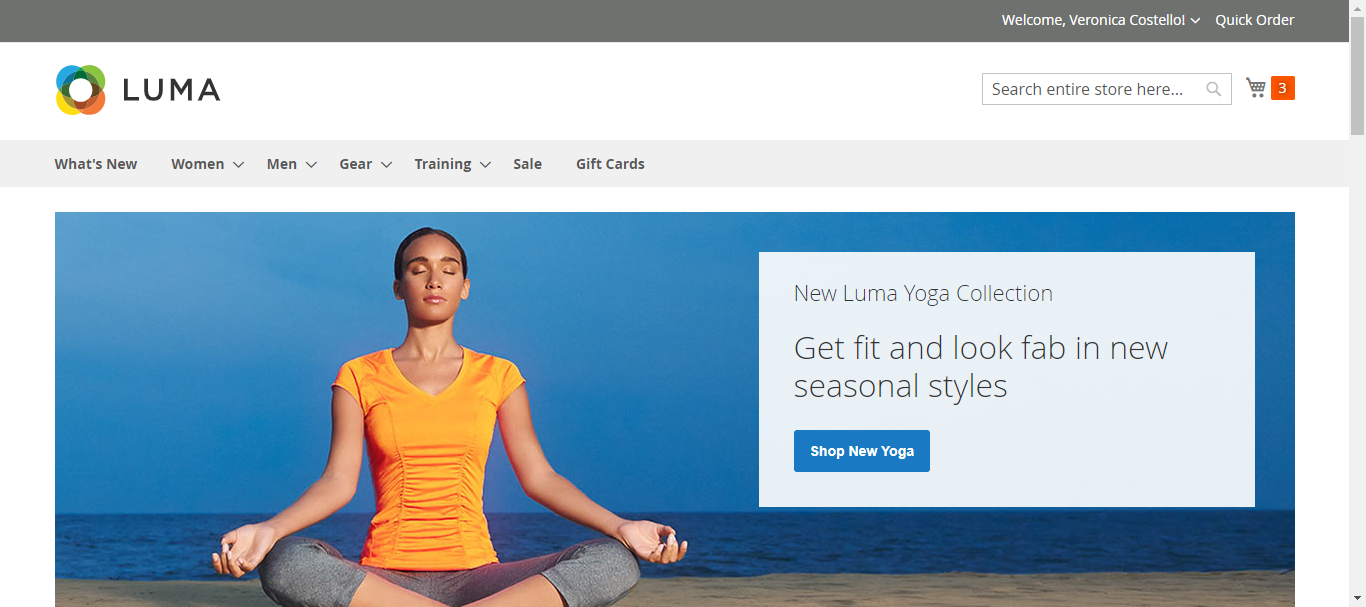 Welcome, Veronica Costello! Quick Order
LUMA
Search entire store here... 3
What's New Women Men Gear Training Sale Gift Cards
New Luma Yoga Collection
Get fit and look fab in new
seasonal styles
Shop New Yoga